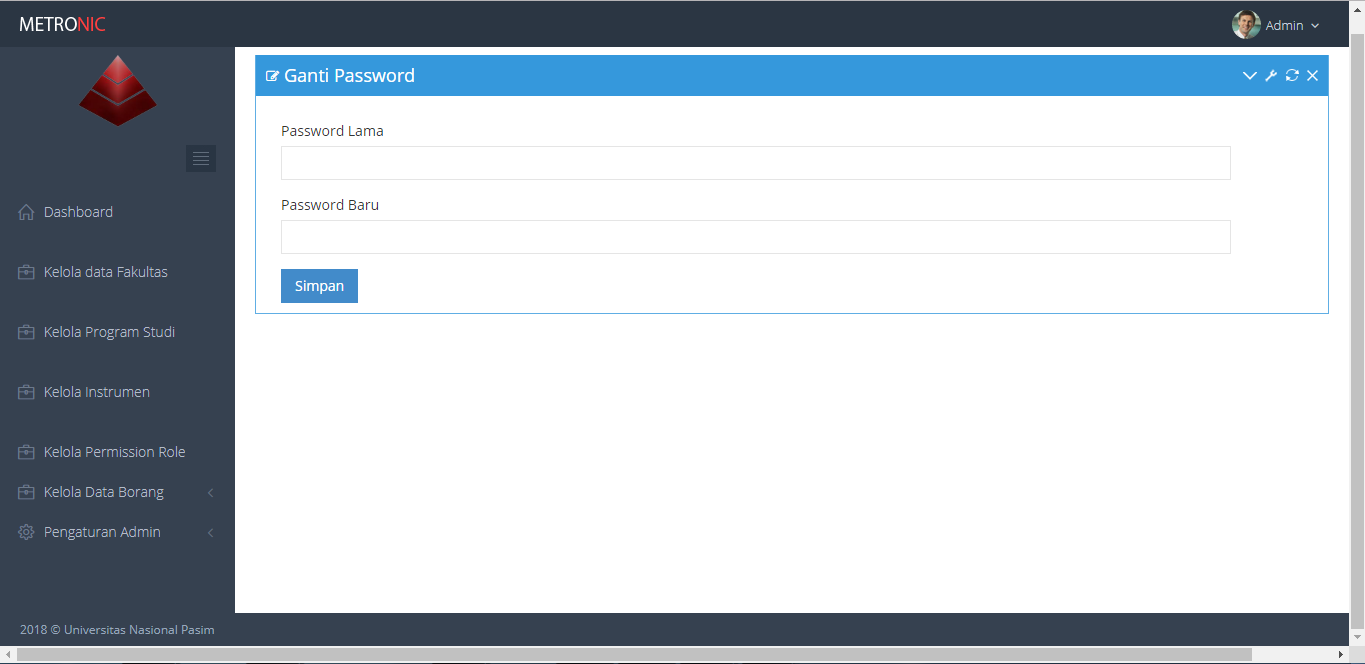 METRONIC
Admin
Ganti Password
Password Lama
Password Baru
Simpan
Dashboard
Kelola data Fakultas
Kelola Program Studi
Kelola Instrumen
Kelola Permission Role
Kelola Data Borang
Pengaturan Admin
2018 © Universitas Nasional Pasim